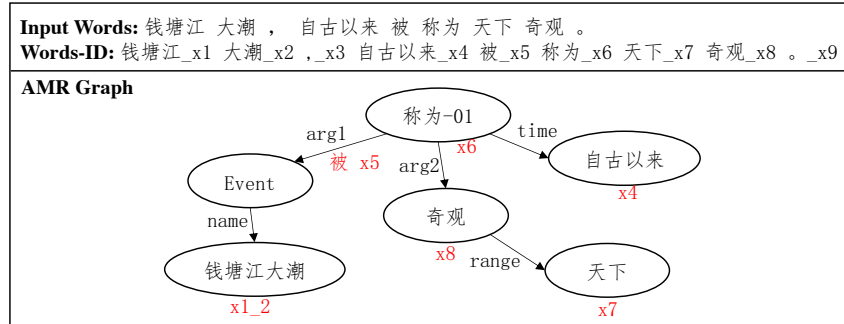 Input Words: 钱塘江 大潮 , 自古以来 被 称为 天下 奇观 。
Words-ID: 钱塘江_x1 大潮_x2 ,_x3 自古以来_x4 被_x5 称为_x6 天下_x7 奇观_x8 。_x9
AMR Graph
称为-01
arg1
time
被 x5
x6
arg2
自古以来
x4
Event
name
奇观
x8
range
钱塘江大潮
x1_2
天下
x7